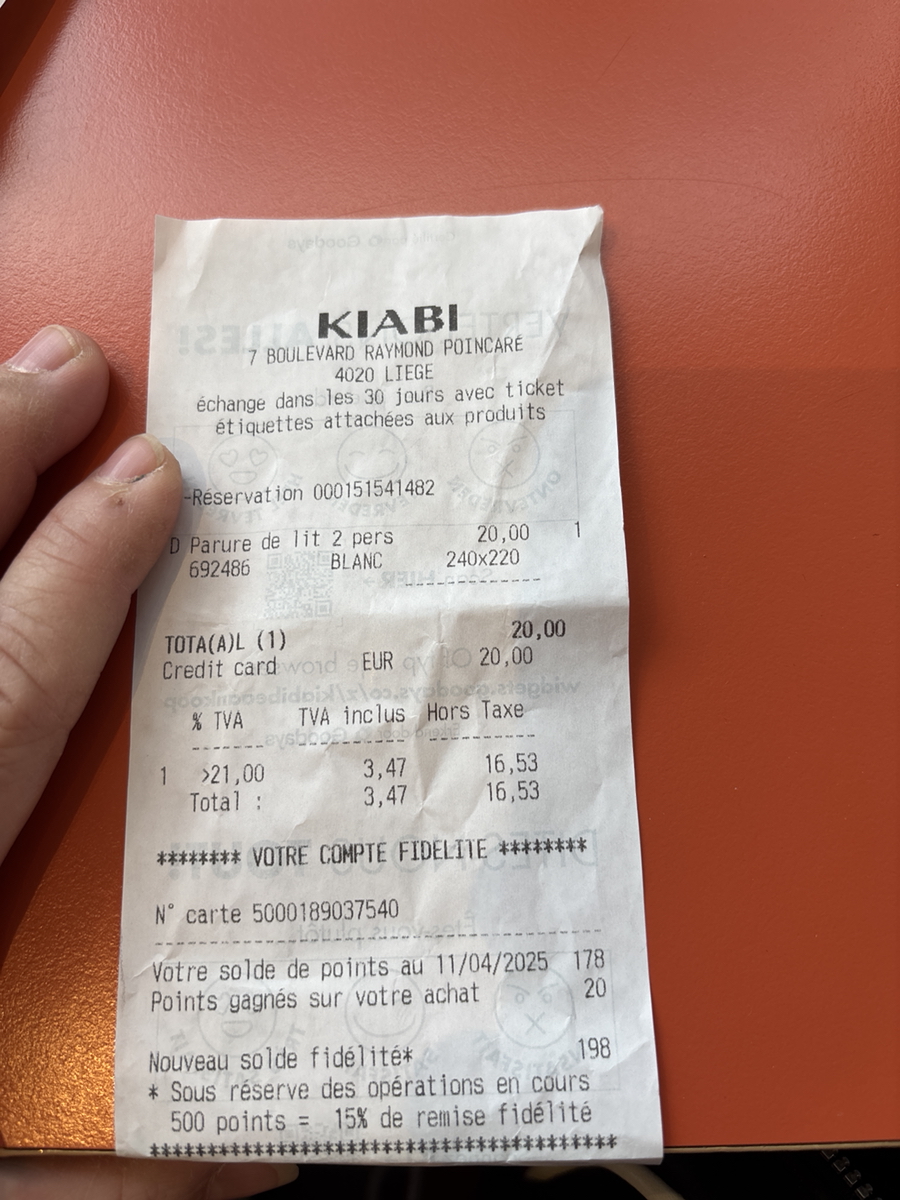 KIABI
7 BOULEVARD RAYMOND POINCARÉ
4020 LIEGE
échange dans les 30 jours avec ticket
étiquettes attachées aux produits
-Réservation 000151541482
D Parure de lit 2 pers 20,00 1
692486 BLANC 240x220
---------------
TOTA(A)L (1) 20,00
Credit card EUR 20,00
% TVA TVA inclus Hors Taxe
------- ---------- ----------
1 >21,00 3,47 16,53
Total : 3,47 16,53
******** VOTRE COMPTE FIDELITE ********
N° carte 5000189037540
----------------------------------------
Votre solde de points au 11/04/2025 178
Points gagnés sur votre achat 20
Nouveau solde fidélité* 198
* Sous réserve des opérations en cours
500 points = 15% de remise fidélité
****************************************